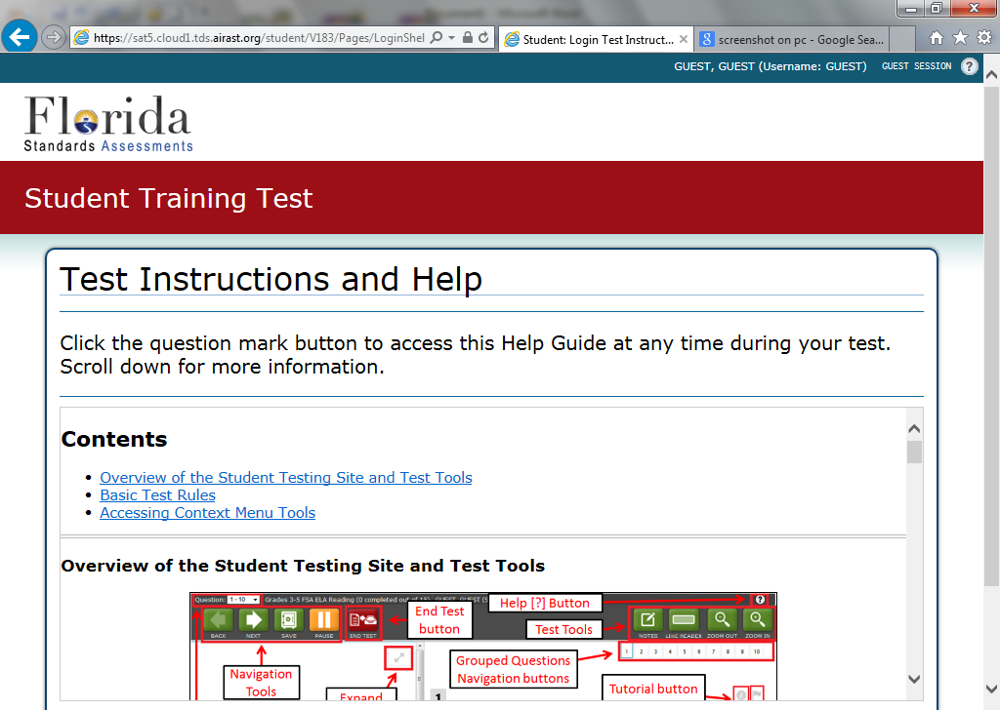 https://sat5.cloud1.tds.airast.org/student/V183/Pages/LoginShel
Student: Login Test Instruct...
screenshot on pc - Google Sea...
GUEST, GUEST (Username: GUEST)
GUEST SESSION
?
Florida
Standards Assessments
Student Training Test
Test Instructions and Help
Click the question mark button to access this Help Guide at any time during your test.
Scroll down for more information.
Contents
• Overview of the Student Testing Site and Test Tools
• Basic Test Rules
• Accessing Context Menu Tools
Overview of the Student Testing Site and Test Tools
Question: 1 - 10
Grades 3-5 FSA ELA Reading (0 completed out of 15)
GUEST, GUEST
Help [?] Button
?
BACK
NEXT
SAVE
PAUSE
END TEST
End Test
button
Test Tools
NOTES
LINE READER
ZOOM OUT
ZOOM IN
Grouped Questions
Navigation buttons
1 2 3 4 5 6 7 8 9 10
Navigation
Tools
Expand
1
Tutorial button